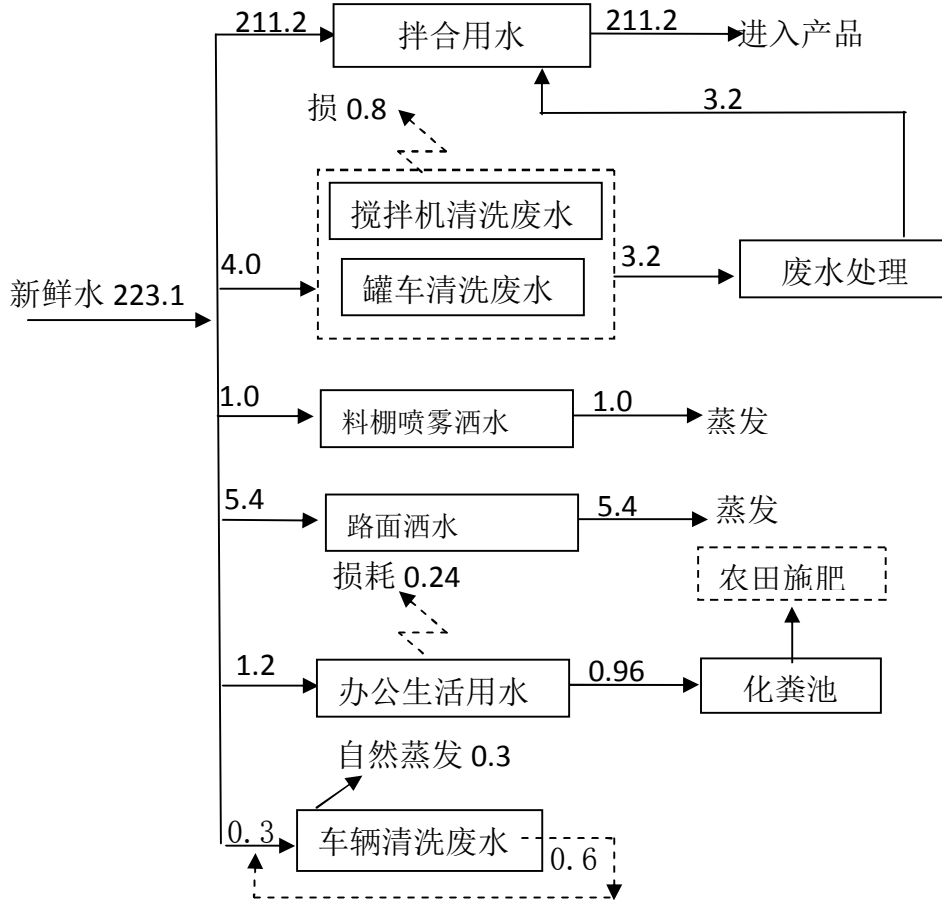 211.2
拌合用水
211.2
进入产品
3.2
损 0.8
搅拌机清洗废水
4.0
罐车清洗废水
3.2
废水处理
新鲜水 223.1
1.0
料棚喷雾洒水
1.0
蒸发
5.4
路面洒水
5.4
蒸发
损耗 0.24
农田施肥
1.2
办公生活用水
0.96
化粪池
自然蒸发 0.3
0.3
车辆清洗废水
0.6